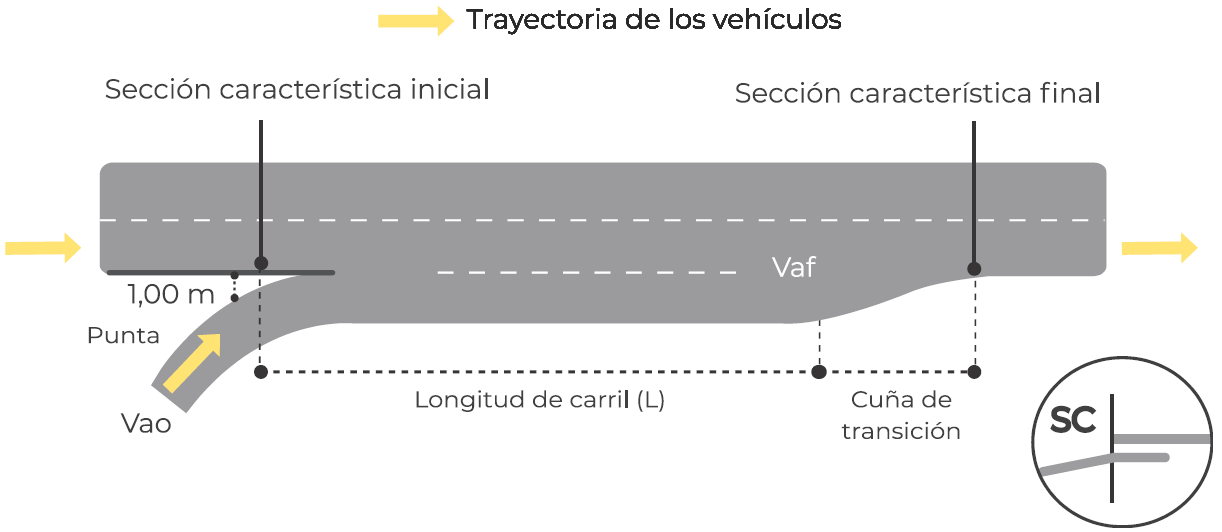 Trayectoria de los vehículos
Sección característica inicial
Sección característica final
Vaf
1,00 m
Punta
Vao
Longitud de carril (L)
Cuña de
transición
SC